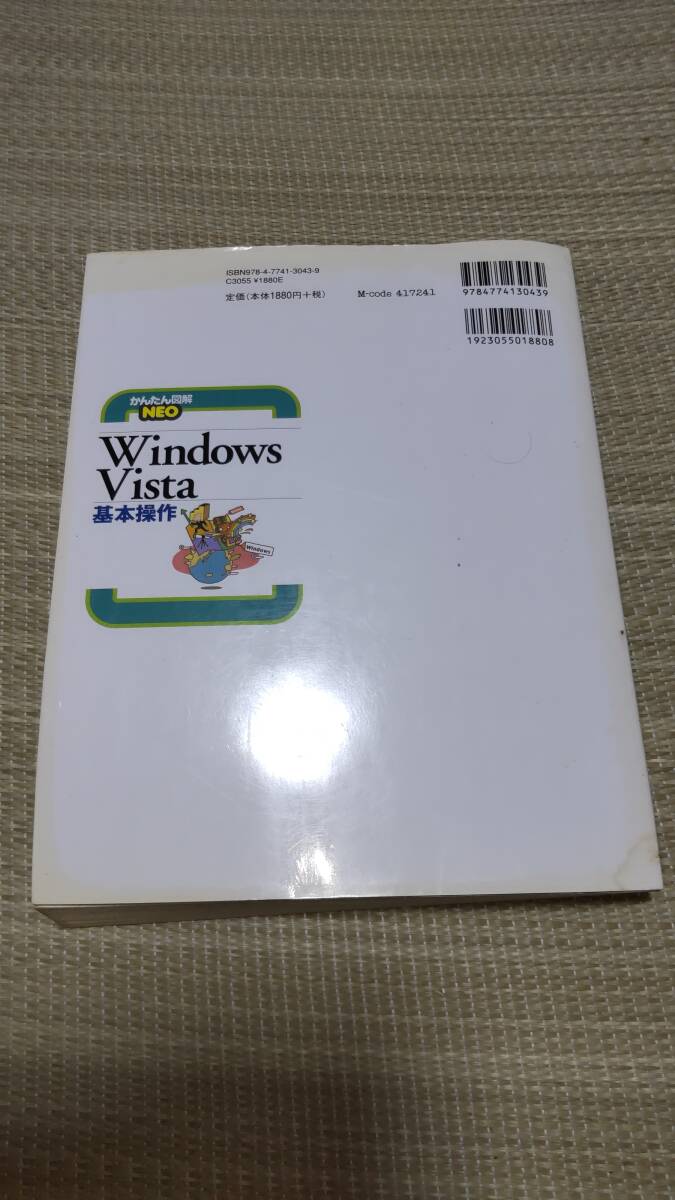 ISBN978-4-7741-3043-9
C3055 ¥1880E
定価(本体1880円+税)
M-code 417241
9784774130439
1923055018808
かんたん図解
NEO
Windows
Vista
基本操作
Windows